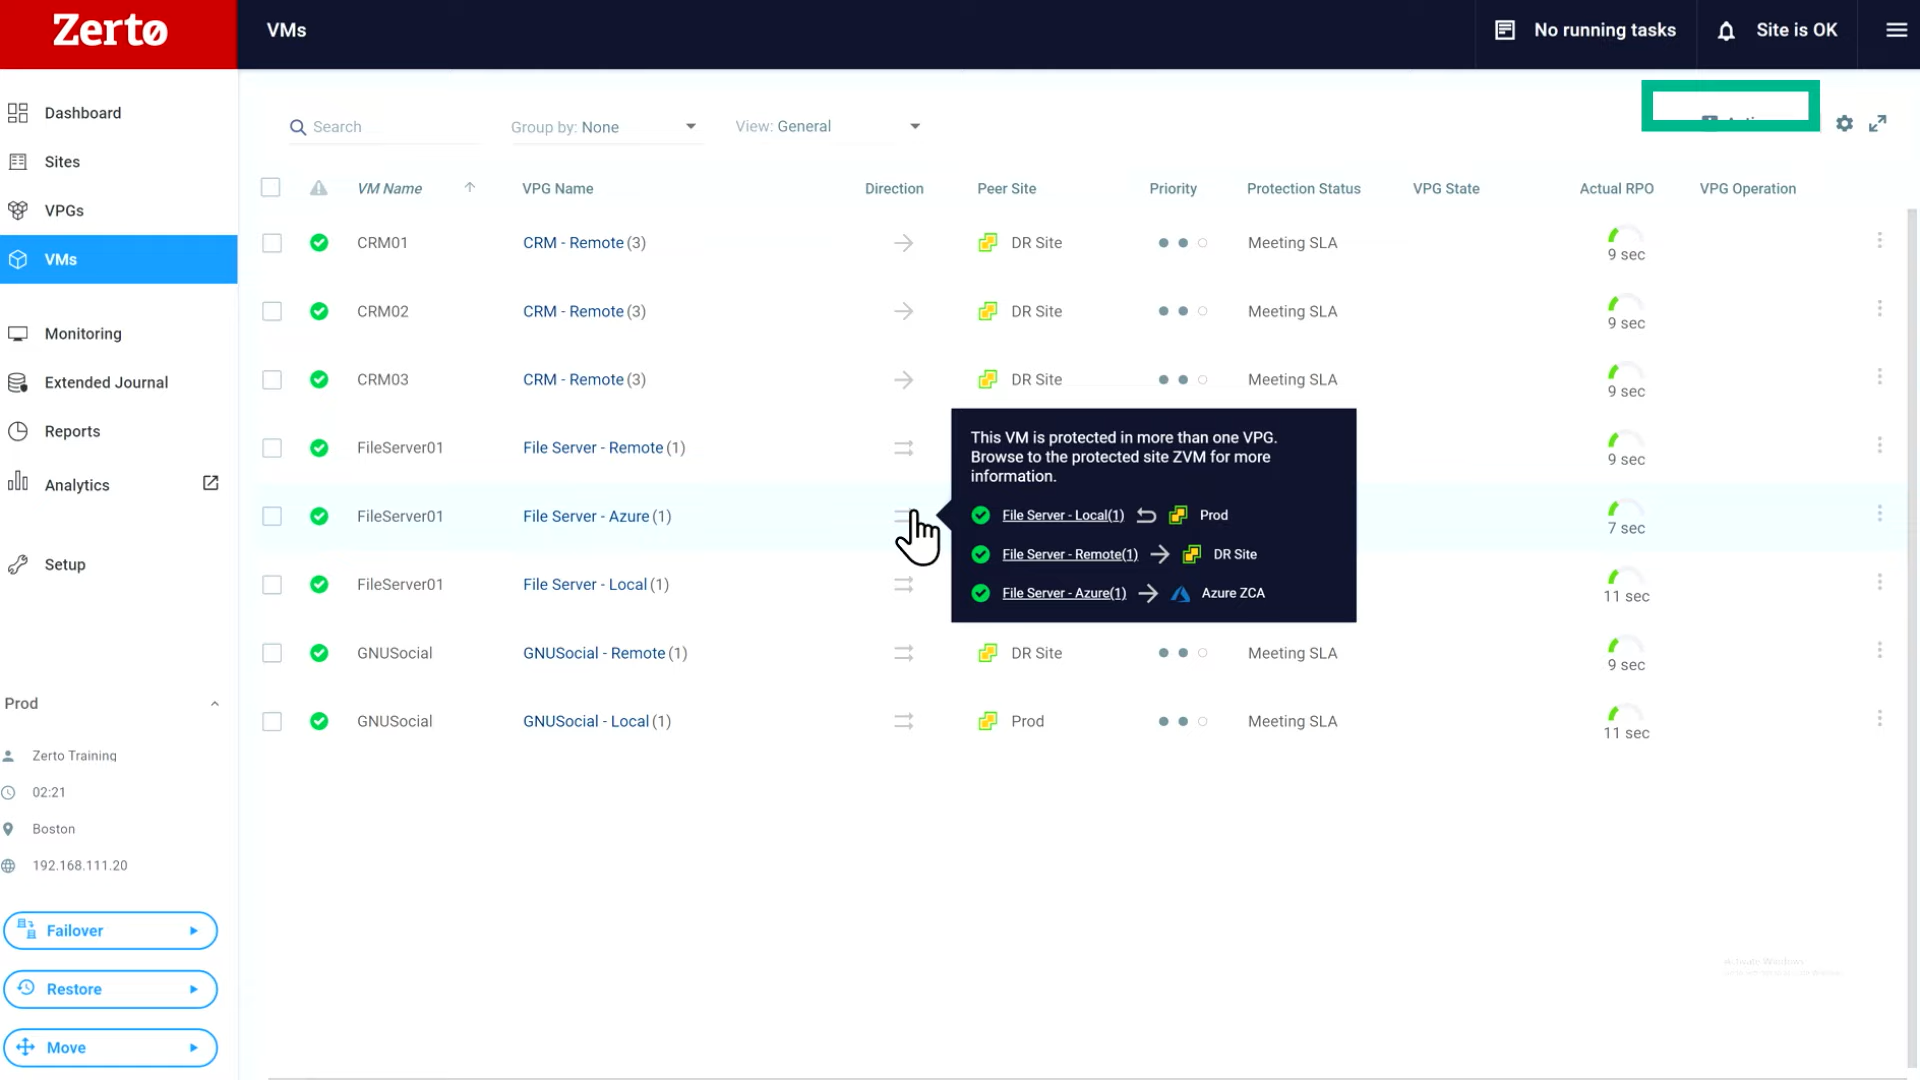 Zerto
VMs
No running tasks
Site is OK
Dashboard
Sites
VPGs
VMs
Monitoring
Extended Journal
Reports
Analytics
Setup
Prod
Zerto Training
02:21
Boston
192.168.111.20
Failover
Restore
Move
Search
Group by: None
View: General
VM Name VPG Name Direction Peer Site Priority Protection Status VPG State Actual RPO VPG Operation
CRM01 CRM - Remote (3) DR Site Meeting SLA 9 sec
CRM02 CRM - Remote (3) DR Site Meeting SLA 9 sec
CRM03 CRM - Remote (3) DR Site Meeting SLA 9 sec
FileServer01 File Server - Remote (1) 9 sec
FileServer01 File Server - Azure (1) 7 sec
FileServer01 File Server - Local (1) 11 sec
GNUSocial GNUSocial - Remote (1) DR Site Meeting SLA 9 sec
GNUSocial GNUSocial - Local (1) Prod Meeting SLA 11 sec
This VM is protected in more than one VPG.
Browse to the protected site ZVM for more
information.
File Server - Local(1) Prod
File Server - Remote(1) DR Site
File Server - Azure(1) Azure ZCA